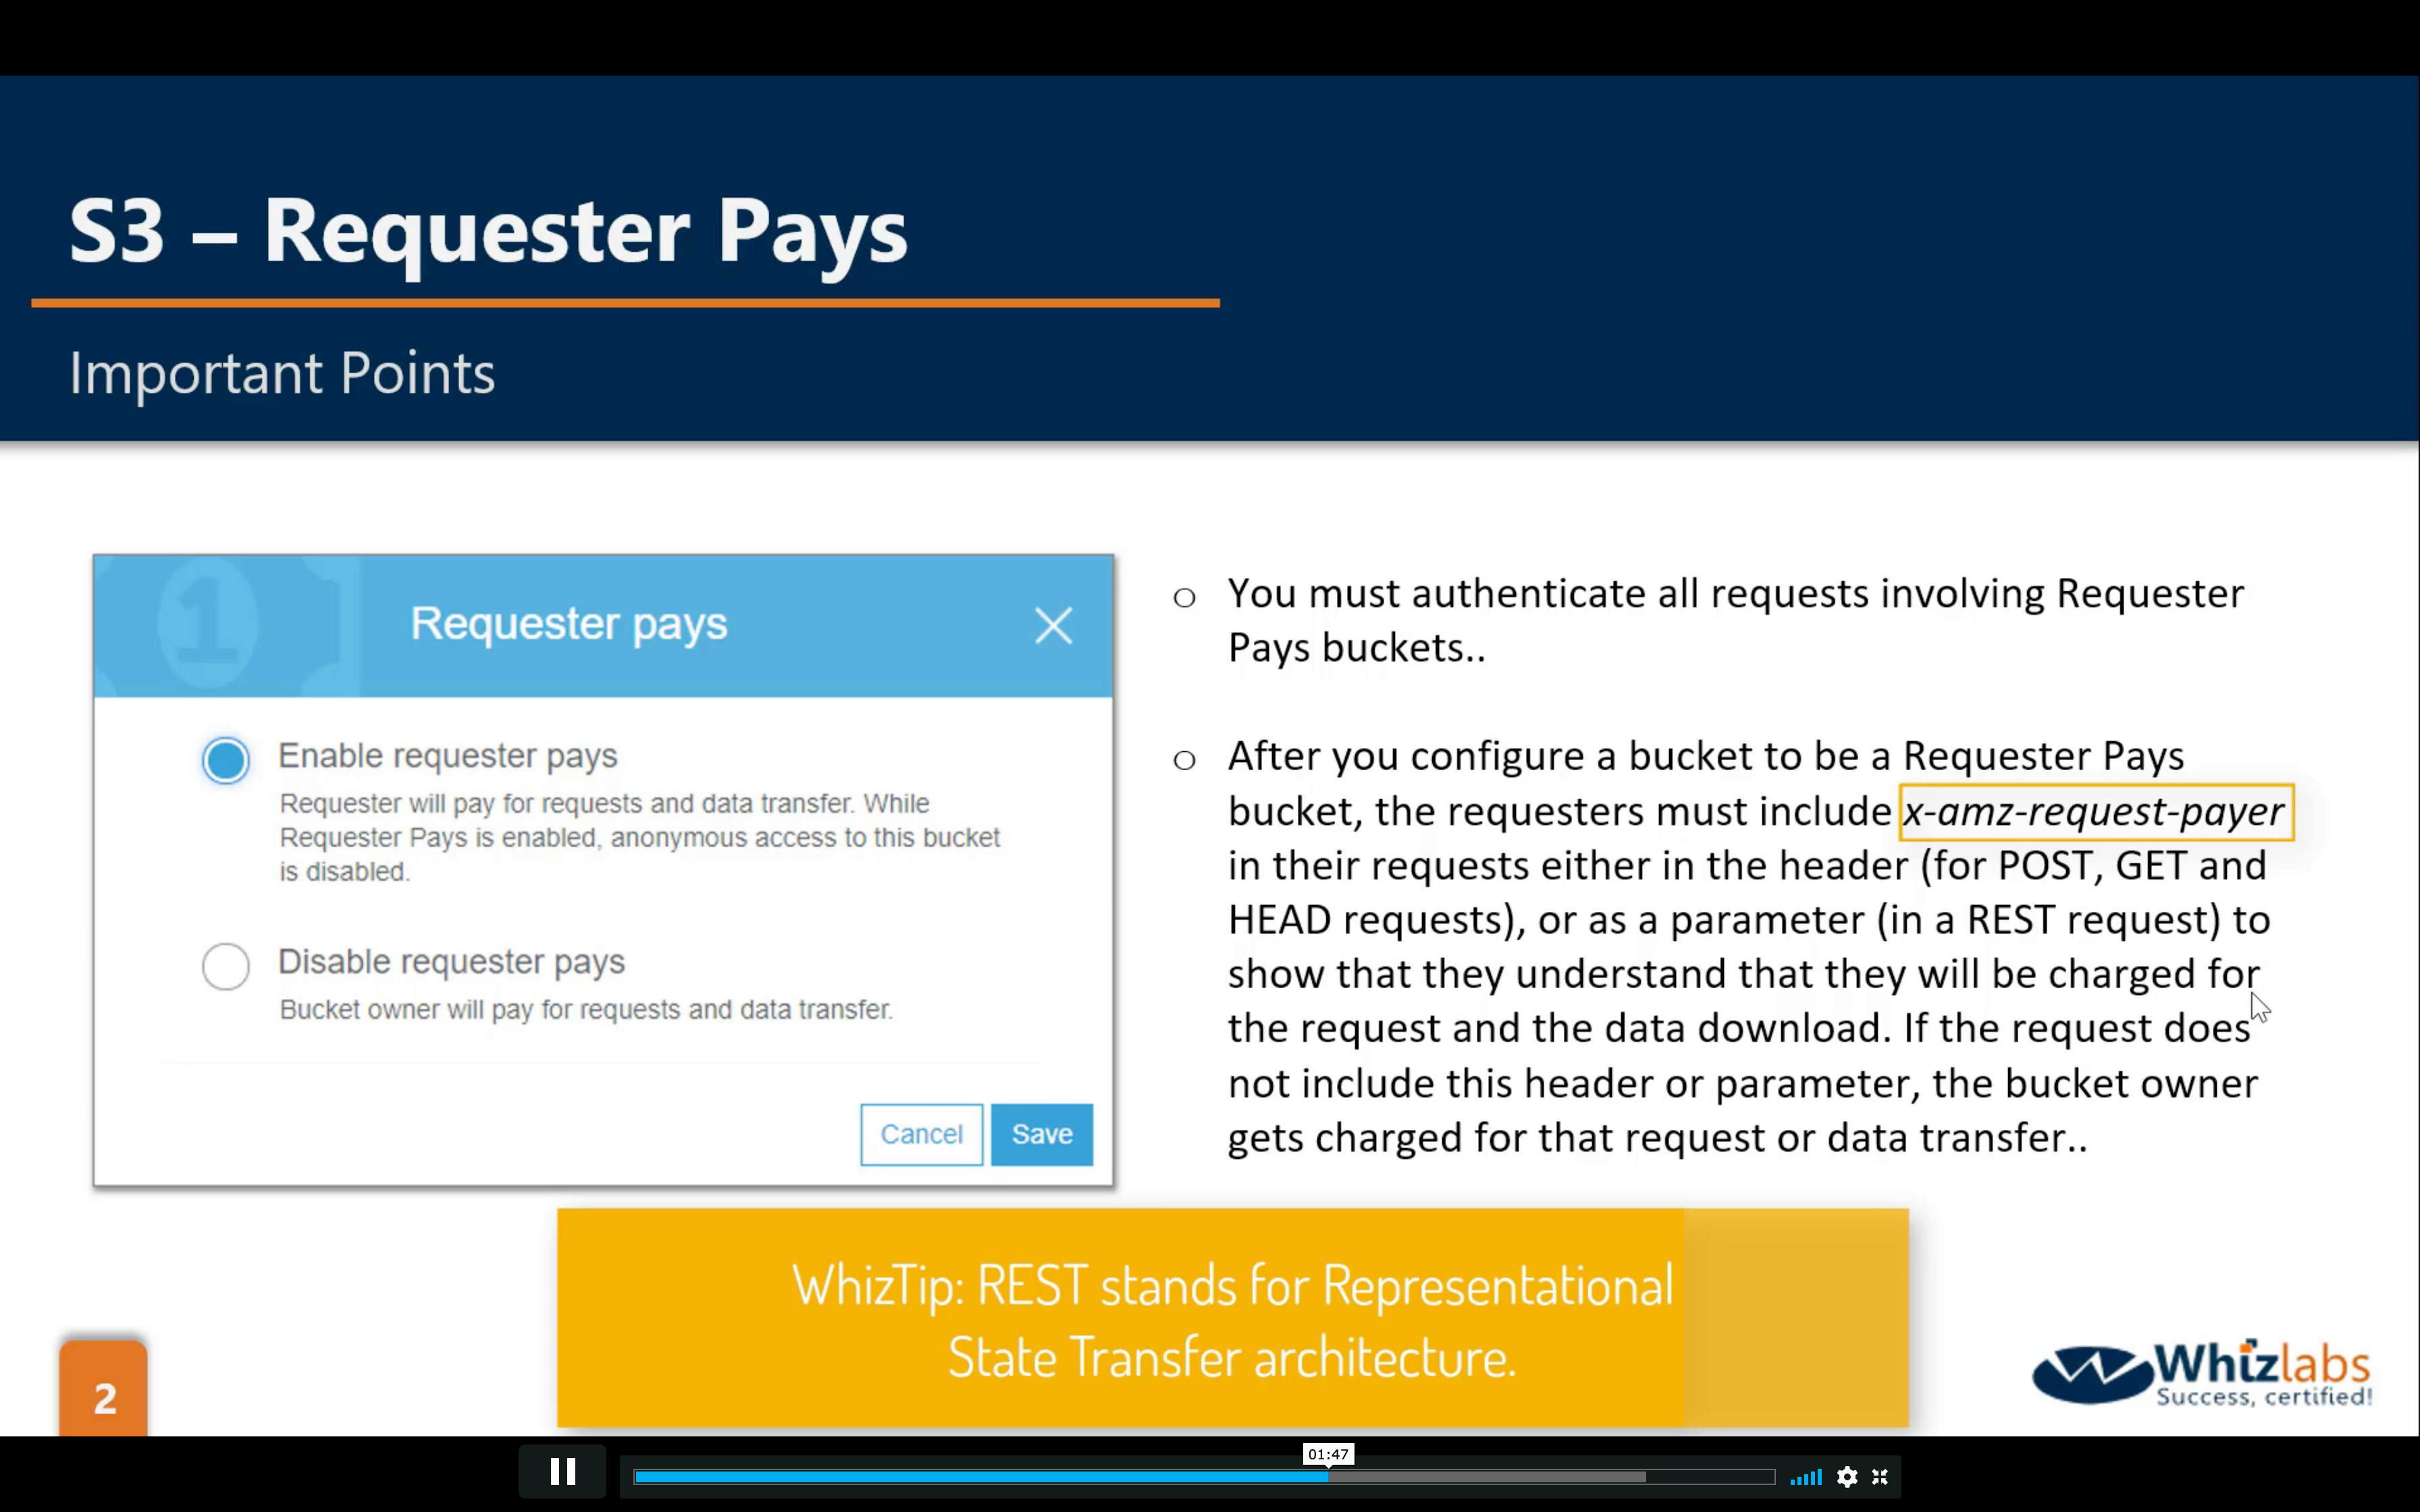 S3 – Requester Pays
Important Points
1
Requester pays
Enable requester pays
Requester will pay for requests and data transfer. While
Requester Pays is enabled, anonymous access to this bucket
is disabled.
Disable requester pays
Bucket owner will pay for requests and data transfer.
Cancel
Save
You must authenticate all requests involving Requester
Pays buckets..
After you configure a bucket to be a Requester Pays
bucket, the requesters must include x-amz-request-payer
in their requests either in the header (for POST, GET and
HEAD requests), or as a parameter (in a REST request) to
show that they understand that they will be charged for
the request and the data download. If the request does
not include this header or parameter, the bucket owner
gets charged for that request or data transfer..
WhizTip: REST stands for Representational
State Transfer architecture.
2
Whizlabs
Success, certified!
01:47